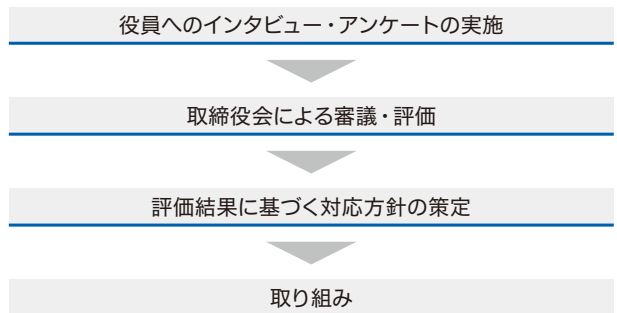 役員へのインタビュー・アンケートの実施
取締役会による審議・評価
評価結果に基づく対応方針の策定
取り組み